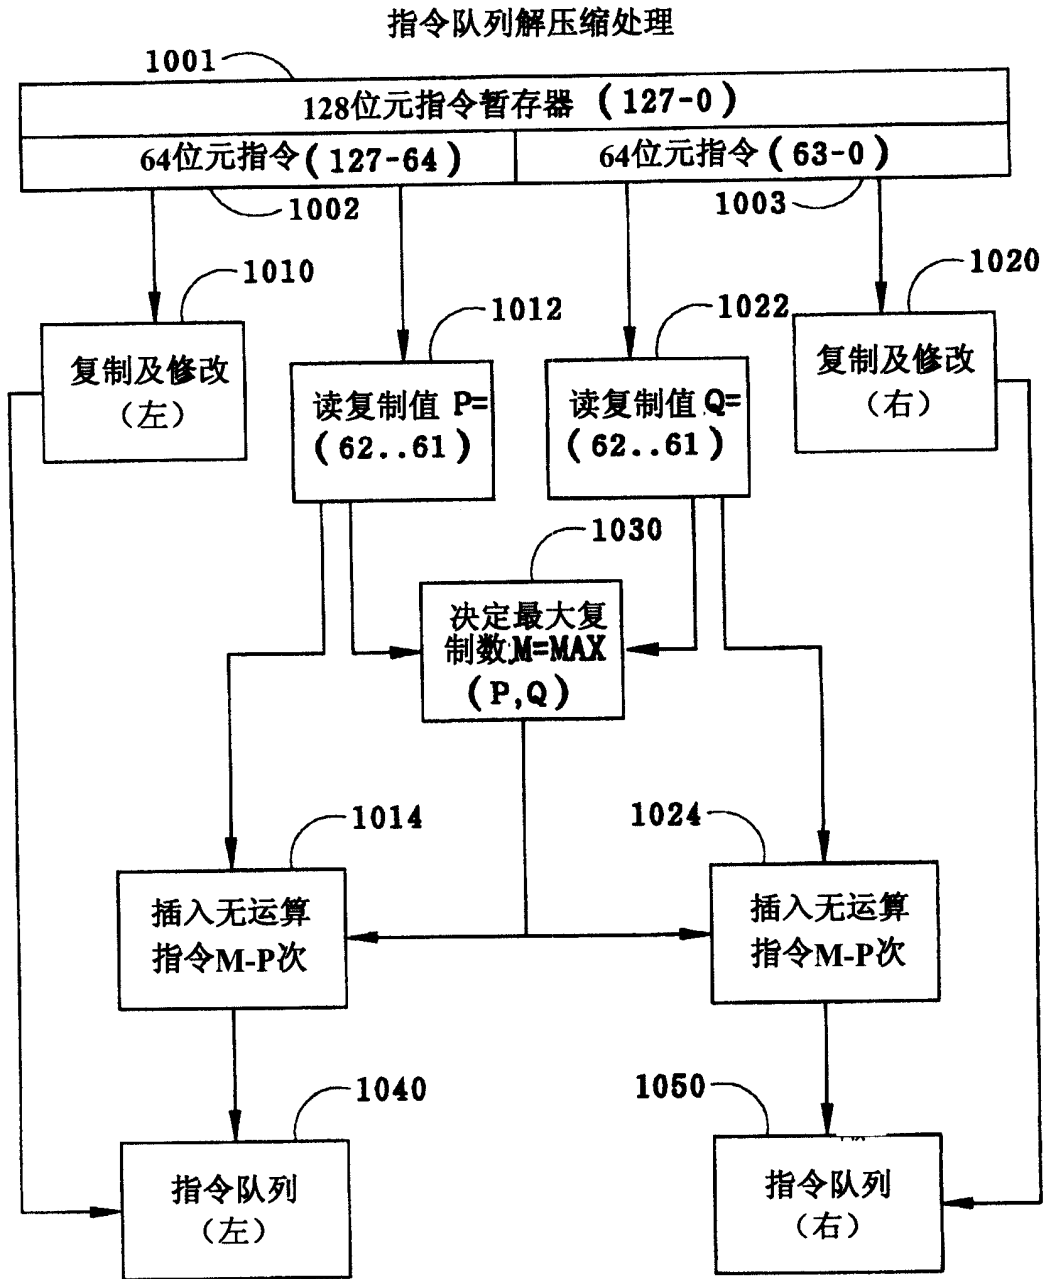 指令队列解压缩处理
1001
128位元指令暂存器（127-0）
64位元指令（127-64）
64位元指令（63-0）
1002
1003
1010
1020
1012
1022
复制及修改
（左）
读复制值 P=
（62..61）
读复制值 Q=
（62..61）
复制及修改
（右）
1030
决定最大复
制数M=MAX
（P,Q）
1014
1024
插入无运算
指令M-P次
插入无运算
指令M-P次
1040
1050
指令队列
（左）
指令队列
（右）